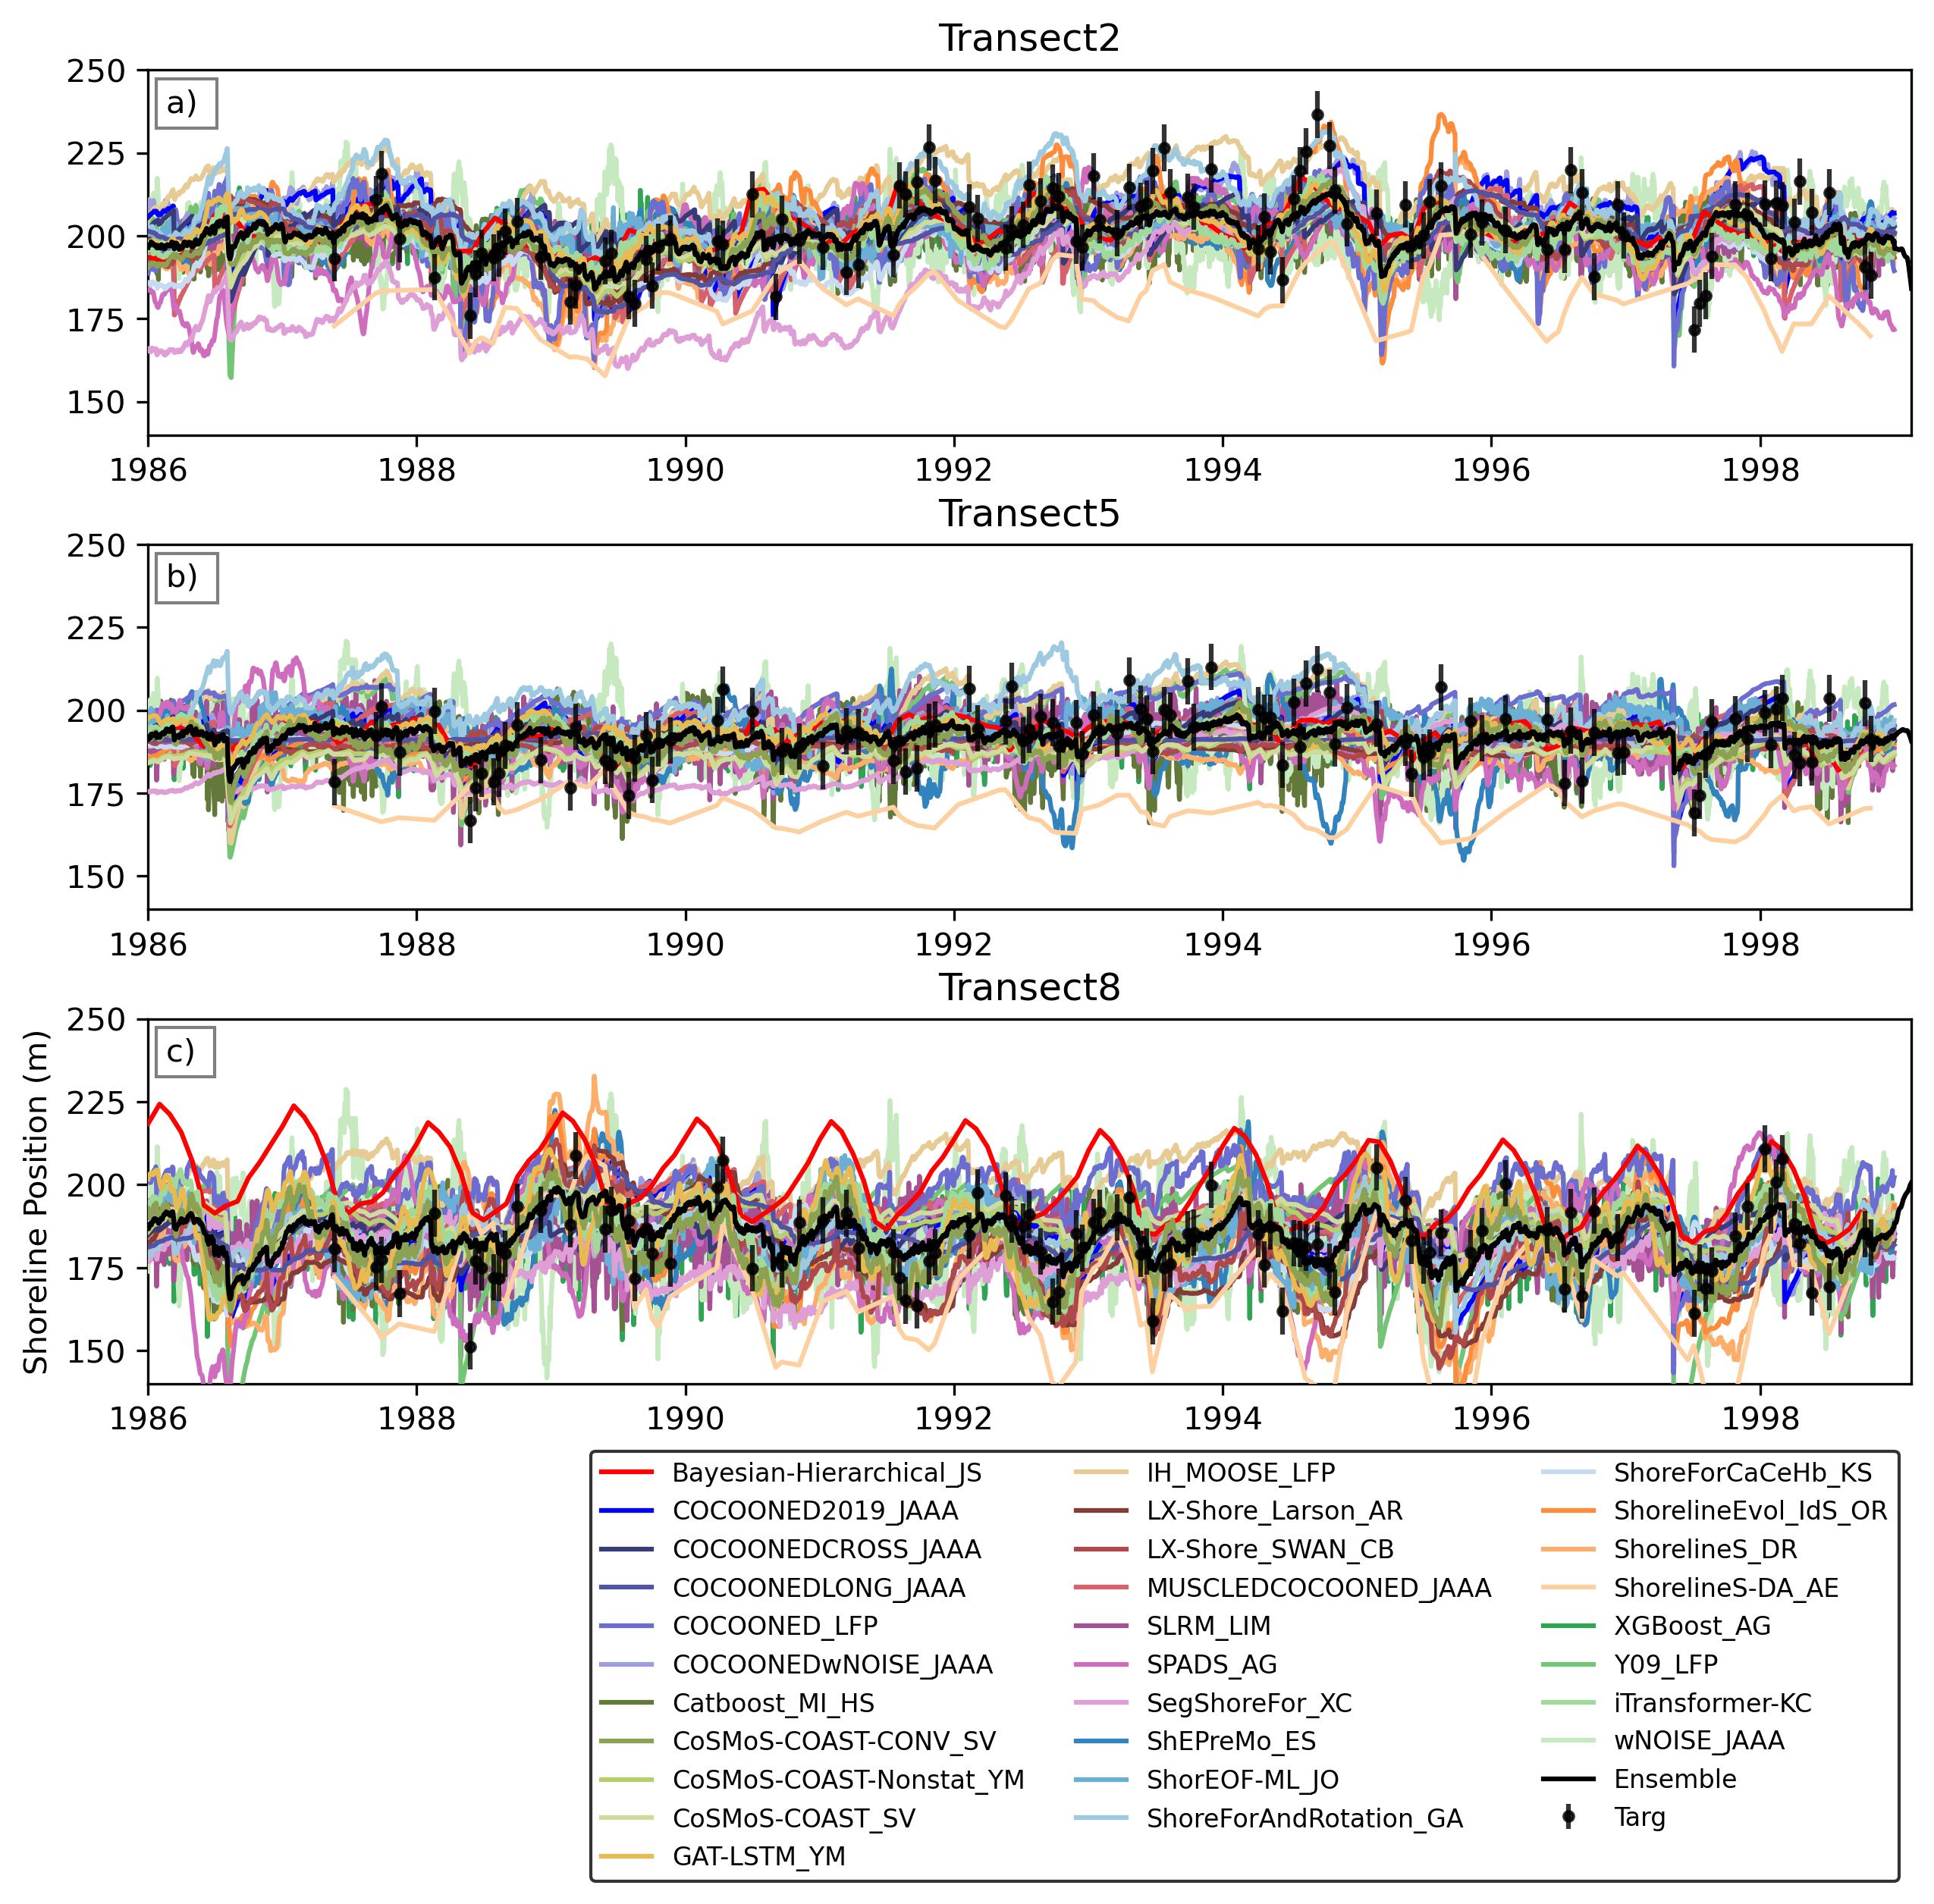 Transect2
a)
250
225
200
175
150
1986 1988 1990 1992 1994 1996 1998
Transect5
b)
250
225
200
175
150
1986 1988 1990 1992 1994 1996 1998
Transect8
c)
Shoreline Position (m)
250
225
200
175
150
1986 1988 1990 1992 1994 1996 1998
Bayesian-Hierarchical_JS
COCOONED2019_JAAA
COCOONEDCROSS_JAAA
COCOONEDLONG_JAAA
COCOONED_LFP
COCOONEDwNOISE_JAAA
Catboost_MI_HS
CoSMoS-COAST-CONV_SV
CoSMoS-COAST-Nonstat_YM
CoSMoS-COAST_SV
GAT-LSTM_YM
IH_MOOSE_LFP
LX-Shore_Larson_AR
LX-Shore_SWAN_CB
MUSCLEDCOCOONED_JAAA
SLRM_LIM
SPADS_AG
SegShoreFor_XC
ShEPreMo_ES
ShorEOF-ML_JO
ShoreForAndRotation_GA
ShoreForCaCeHb_KS
ShorelineEvol_IdS_OR
ShorelineS_DR
ShorelineS-DA_AE
XGBoost_AG
Y09_LFP
iTransformer-KC
wNOISE_JAAA
Ensemble
Targ